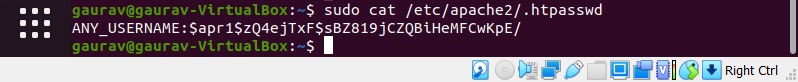 gaurav@gaurav-VirtualBox:~$ sudo cat /etc/apache2/.htpasswd
ANY_USERNAME:$apr1$zQ4ejTxF$sBZ819jCZQBiHeMFCwKpE/
gaurav@gaurav-VirtualBox:~$
Right Ctrl